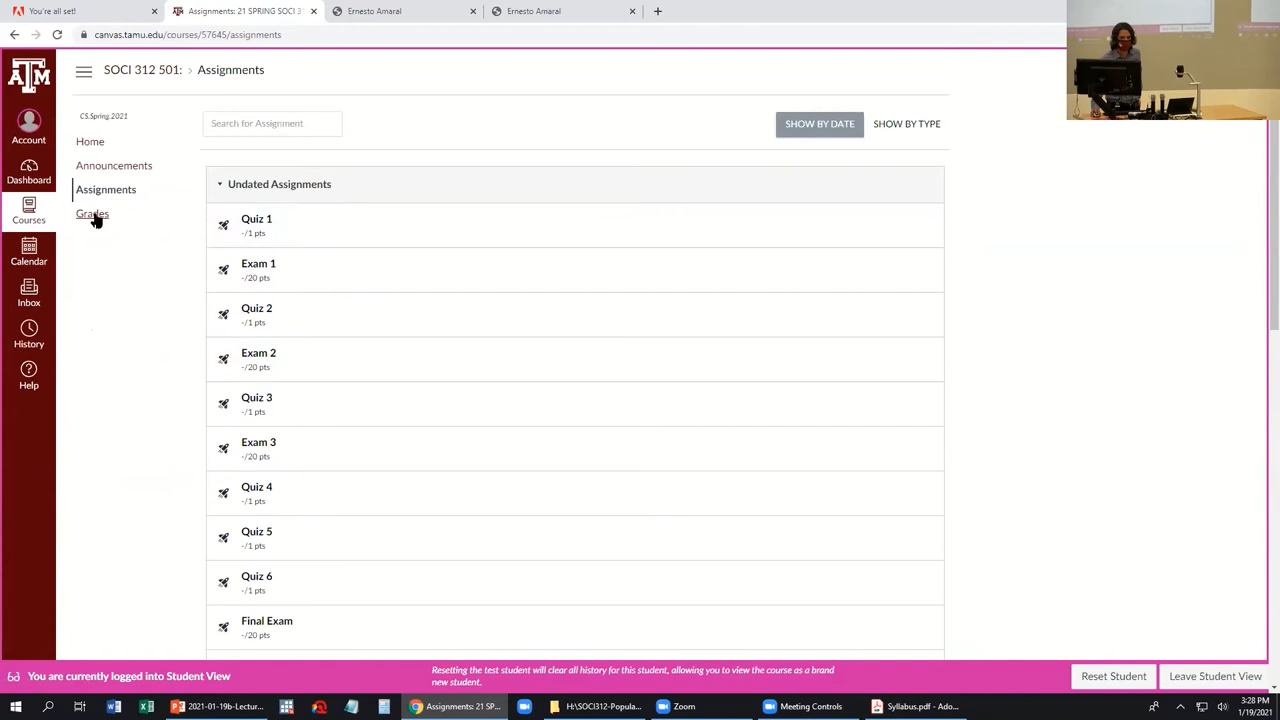 You're all set!
Assignments: 21 SPRING SOCI 3
Ernesto Amaral
Ernesto Amaral
canvas.tamu.edu/courses/57645/assignments
SOCI 312 501: › Assignments
CS.Spring.2021
Home
Announcements
Assignments
Grades
Account
Dashboard
Courses
Calendar
Inbox
History
Help
Search for Assignment
SHOW BY DATE
SHOW BY TYPE
Undated Assignments
Quiz 1
-/1 pts
Exam 1
-/20 pts
Quiz 2
-/1 pts
Exam 2
-/20 pts
Quiz 3
-/1 pts
Exam 3
-/20 pts
Quiz 4
-/1 pts
Quiz 5
-/1 pts
Quiz 6
-/1 pts
Final Exam
-/20 pts
You are currently logged into Student View
Resetting the test student will clear all history for this student, allowing you to view the course as a brand
new student.
Reset Student
Leave Student View
2021-01-19b-Lectur...
Assignments: 21 SP...
H:\SOCI312-Popula...
Zoom
Meeting Controls
Syllabus.pdf - Ado...
3:28 PM
1/19/2021